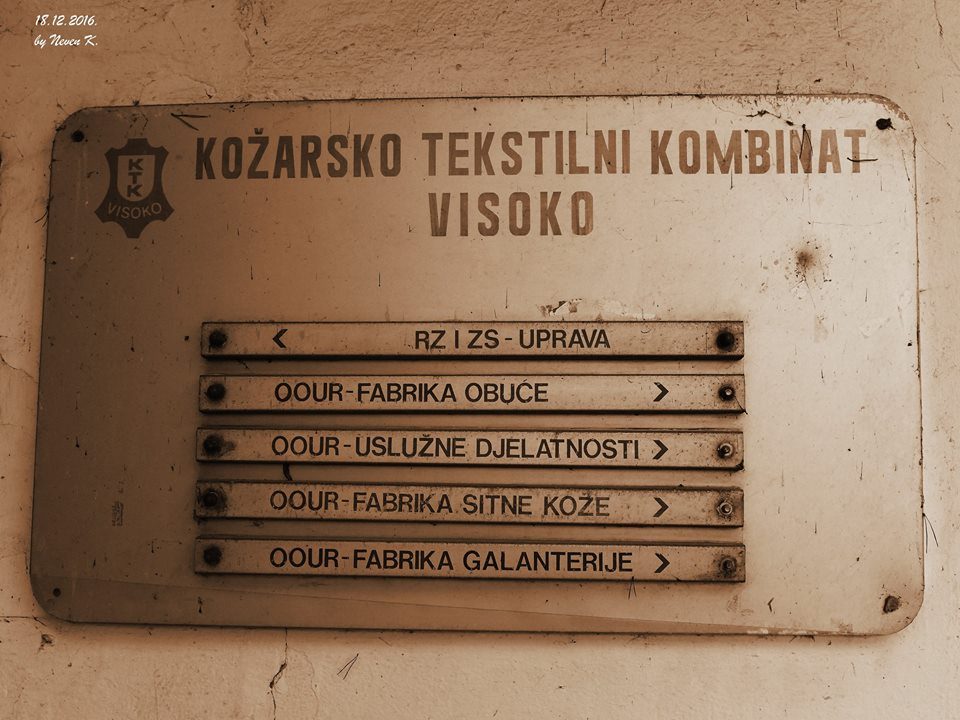 18.12.2016.
by Neven K.
KOŽARSKO TEKSTILNI KOMBINAT
VISOKO
KTK
VISOKO
< RZ I ZS - UPRAVA
OOUR-FABRIKA OBUĆE >
OOUR-USLUŽNE DJELATNOSTI >
OOUR-FABRIKA SITNE KOŽE >
OOUR-FABRIKA GALANTERIJE >